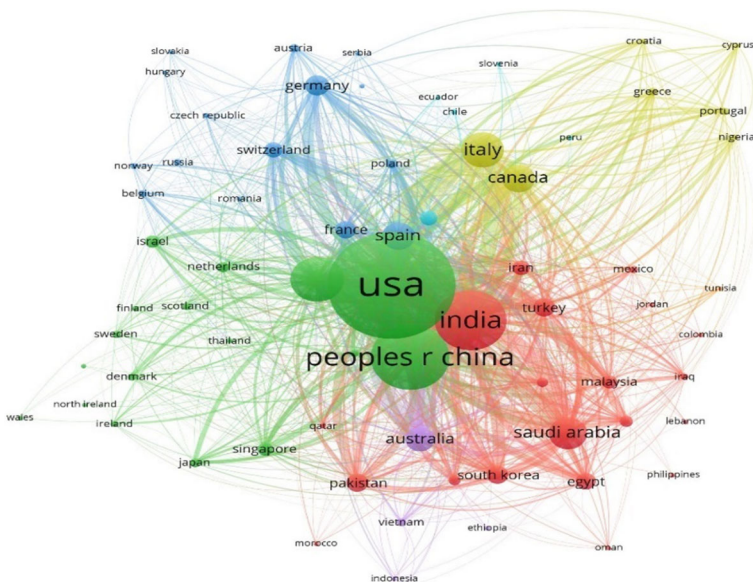 croatia
cyprus
slovakia
austria
serbia
slovenia
hungary
germany
greece
ecuador
portugal
chile
czech republic
peru
nigeria
switzerland
italy
norway
russia
poland
canada
belgium
romania
france
spain
israel
netherlands
iran
mexico
usa
tunisia
finland
scotland
turkey
jordan
india
sweden
thailand
colombia
peoples r china
denmark
malaysia
iraq
north ireland
wales
ireland
qatar
lebanon
australia
saudi arabia
singapore
japan
south korea
philippines
pakistan
egypt
vietnam
ethiopia
morocco
oman
indonesia